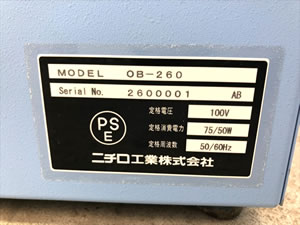 MODEL OB-260
Serial No. 2600001 AB
定格電圧 100V
定格消費電力 75/50W
定格周波数 50/60Hz
PS
E
ニチロ工業株式会社